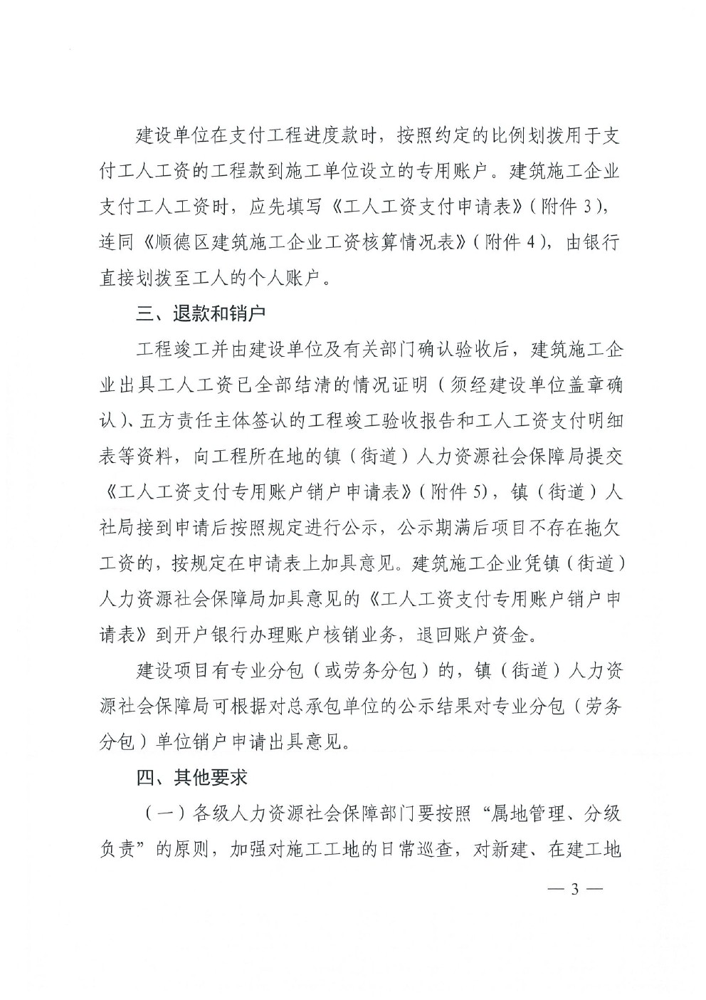 建设单位在支付工程进度款时，按照约定的比例划拨用于支
付工人工资的工程款到施工单位设立的专用账户。建筑施工企业
支付工人工资时，应先填写《工人工资支付申请表》（附件 3），
连同《顺德区建筑施工企业工资核算情况表》（附件 4），由银行
直接划拨至工人的个人账户。
三、退款和销户
工程竣工并由建设单位及有关部门确认验收后，建筑施工企
业出具工人工资已全部结清的情况证明（须经建设单位盖章确
认）、五方责任主体签认的工程竣工验收报告和工人工资支付明细
表等资料，向工程所在地的镇（街道）人力资源社会保障局提交
《工人工资支付专用账户销户申请表》（附件 5），镇（街道）人
社局接到申请后按照规定进行公示，公示期满后项目不存在拖欠
工资的，按规定在申请表上加具意见。建筑施工企业凭镇（街道）
人力资源社会保障局加具意见的《工人工资支付专用账户销户申
请表》到开户银行办理账户核销业务，退回账户资金。
建设项目有专业分包（或劳务分包）的，镇（街道）人力资
源社会保障局可根据对总承包单位的公示结果对专业分包（劳务
分包）单位销户申请出具意见。
四、其他要求
（一）各级人力资源社会保障部门要按照“属地管理、分级
负责”的原则，加强对施工工地的日常巡查，对新建、在建工地
— 3 —